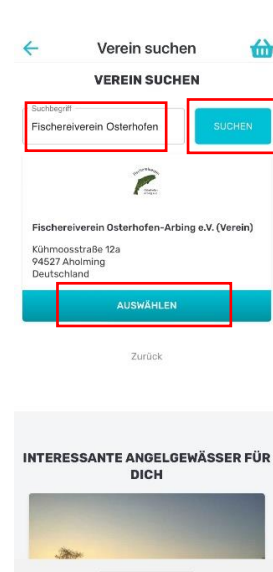 Verein suchen
VEREIN SUCHEN
Suchbegriff
Fischereiverein Osterhofen
SUCHEN
Fischereiverein Osterhofen-Arbing e.V. (Verein)
Kühmoosstraße 12a
94527 Aholming
Deutschland
AUSWÄHLEN
Zurück
INTERESSANTE ANGELGEWÄSSER FÜR
DICH